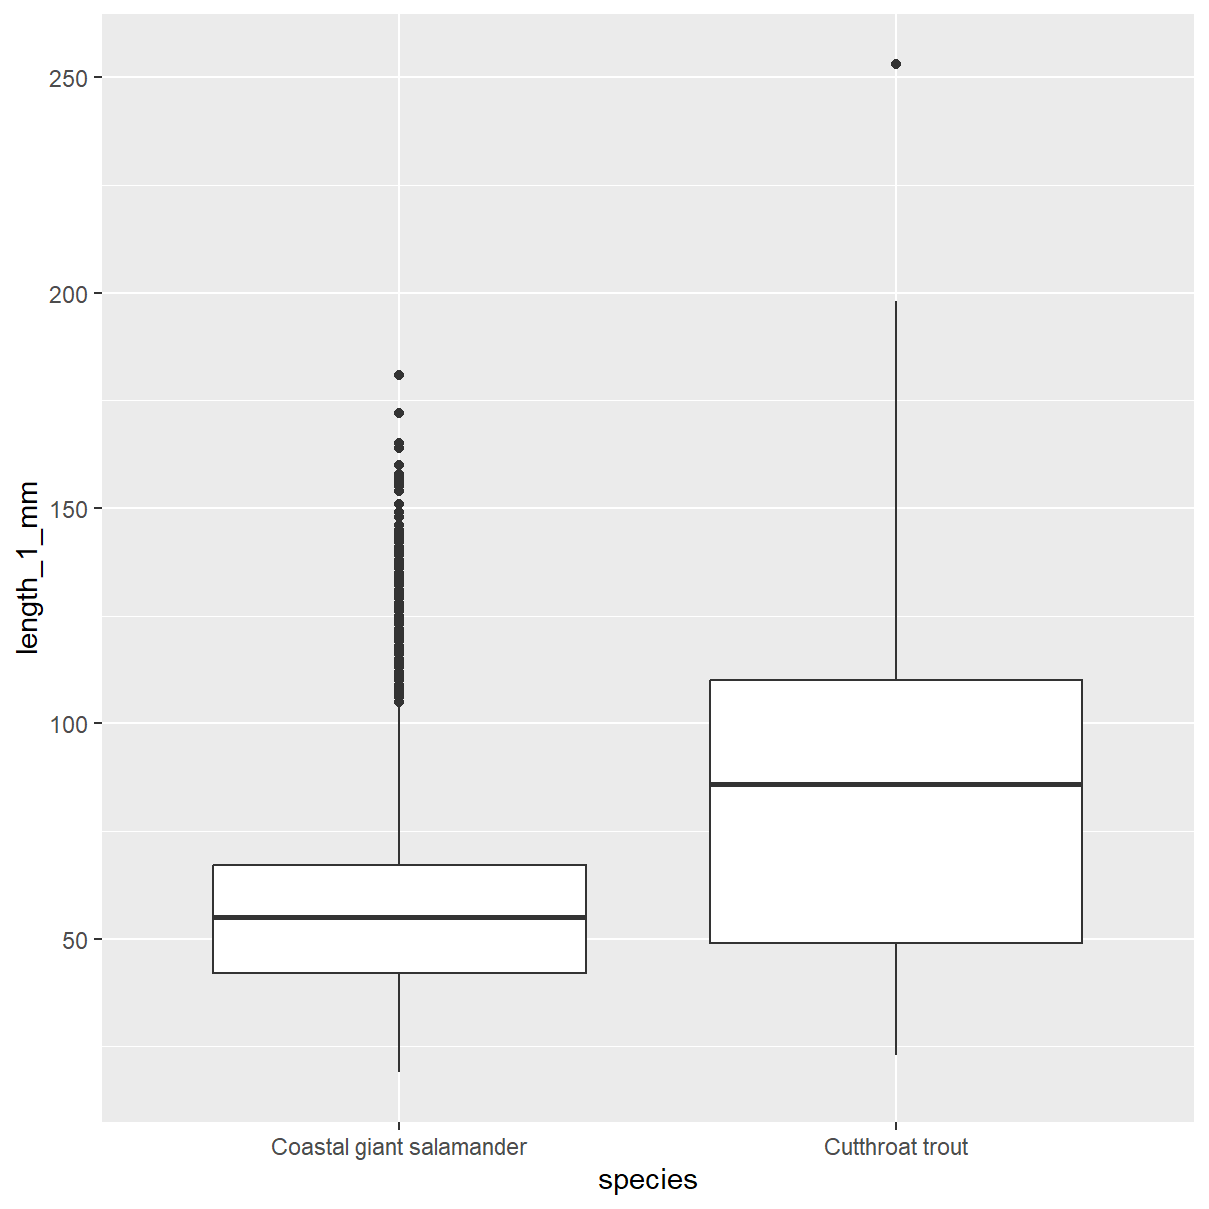 250
200
150
100
50
length_1_mm
Coastal giant salamander
Cutthroat trout
species